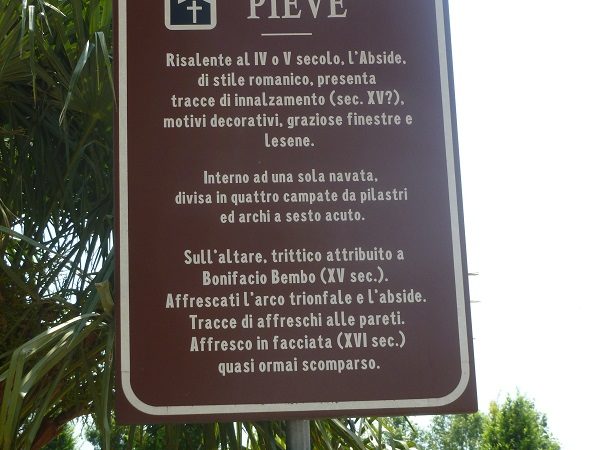 PIEVE
Risalente al IV o V secolo, l'Abside,
di stile romanico, presenta
tracce di innalzamento (sec. XV?),
motivi decorativi, graziose finestre e
lesene.
Interno ad una sola navata,
divisa in quattro campate da pilastri
ed archi a sesto acuto.
Sull'altare, trittico attribuito a
Bonifacio Bembo (XV sec.).
Affrescati l'arco trionfale e l'abside.
Tracce di affreschi alle pareti.
Affresco in facciata (XVI sec.)
quasi ormai scomparso.